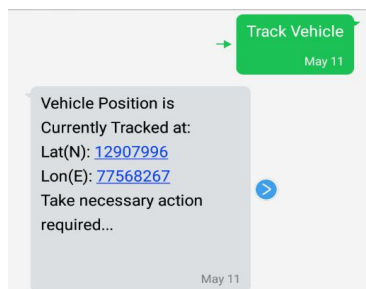 Track Vehicle
May 11
Vehicle Position is
Currently Tracked at:
Lat(N): 12907996
Lon(E): 77568267
Take necessary action
required...
May 11